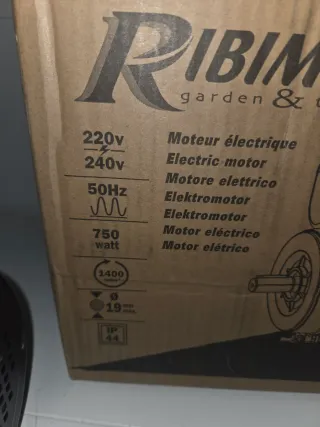 RIBIM
garden & t
220v
240v
50Hz
750
watt
1400
Ø
19
IP
44
Moteur électrique
Electric motor
Motore elettrico
Elektromotor
Elektromotor
Motor eléctrico
Motor elétrico